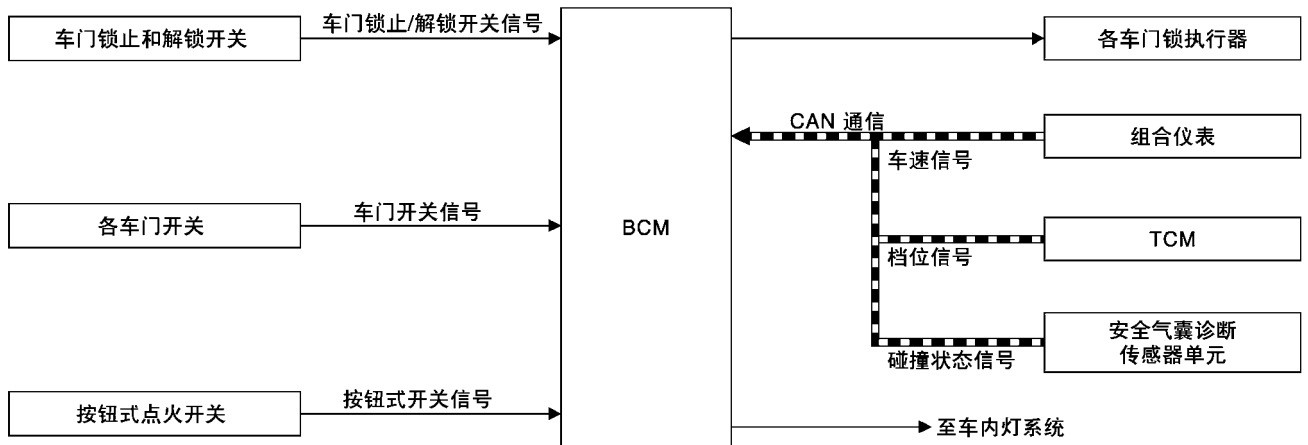 车门锁止和解锁开关
车门锁止/解锁开关信号
各车门锁执行器
CAN 通信
组合仪表
车速信号
各车门开关
车门开关信号
BCM
TCM
档位信号
安全气囊诊断
传感器单元
碰撞状态信号
按钮式点火开关
按钮式开关信号
至车内灯系统